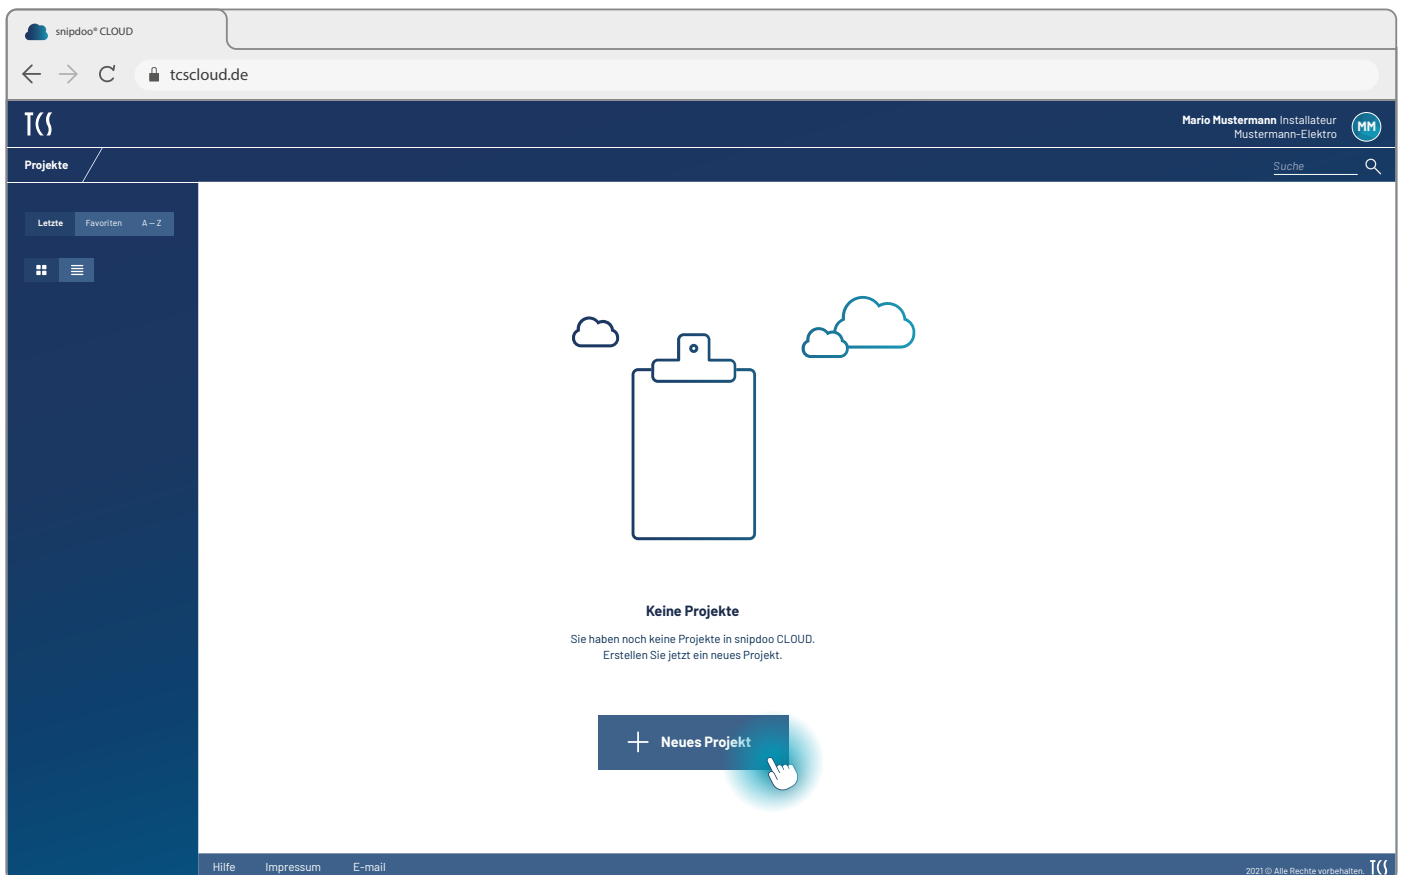 snipdoo® CLOUD
tcscloud.de
TCS
Mario Mustermann Installateur
Mustermann-Elektro
MM
Projekte
Suche
Letzte Favoriten A – Z
Keine Projekte
Sie haben noch keine Projekte in snipdoo CLOUD.
Erstellen Sie jetzt ein neues Projekt.
Neues Projekt
Hilfe Impressum E-mail
2021 © Alle Rechte vorbehalten. TCS